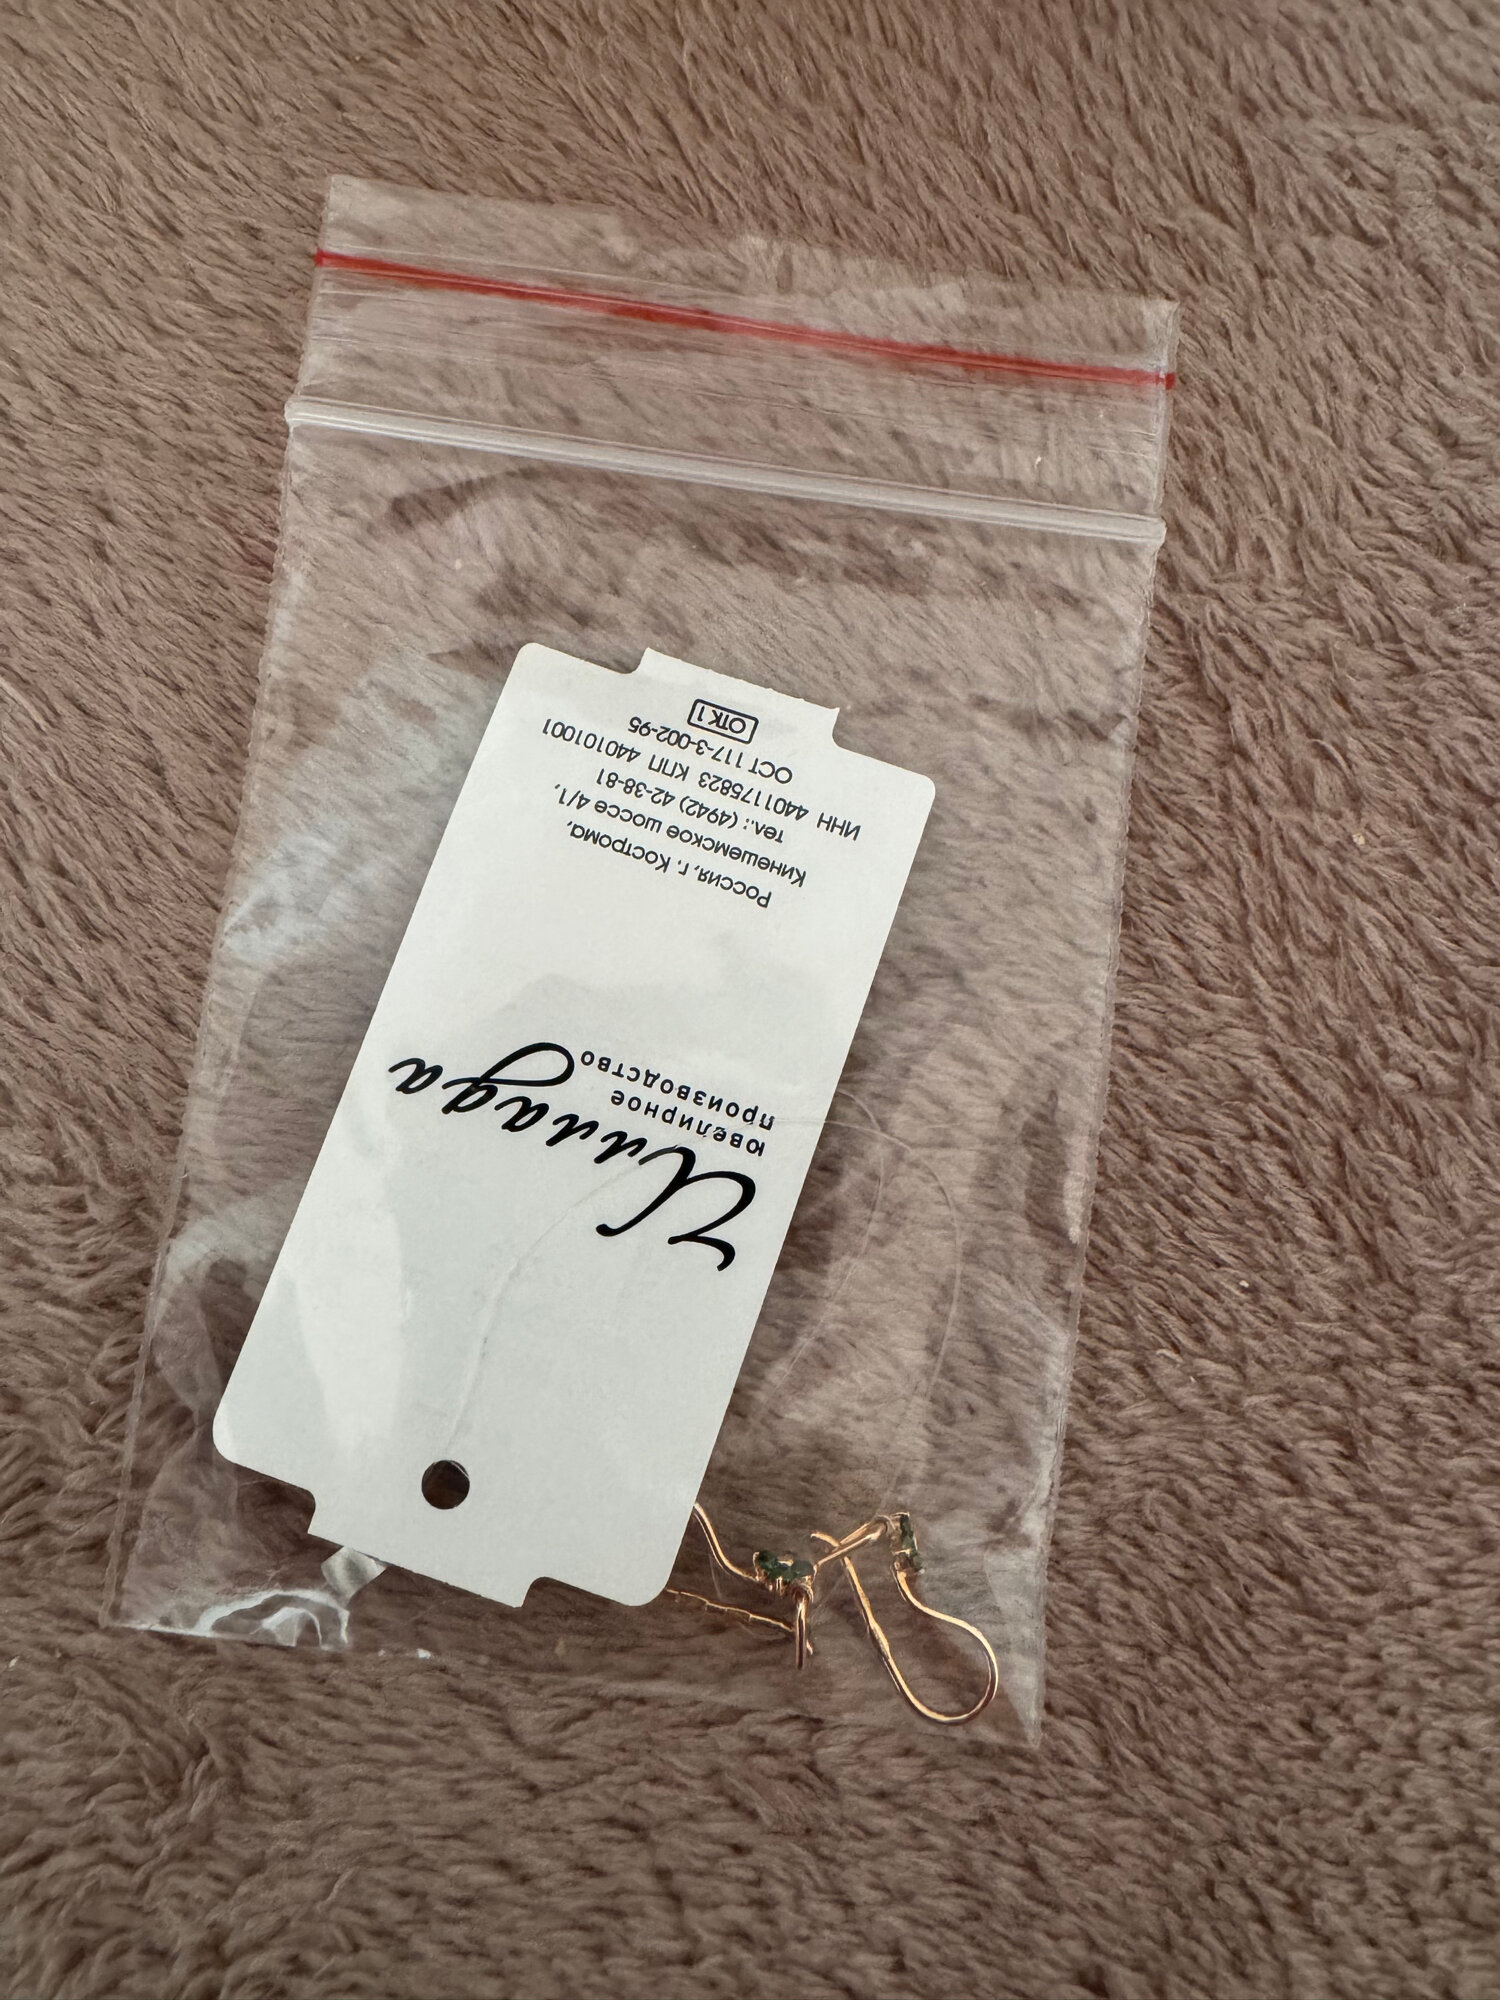 Илиада
ювелирное
производство
Россия, г. Кострома,
Кинешемское шоссе 4/1,
тел.: (4942) 42-38-81
ИНН 4401175823 КПП 440101001
ОСТ 117-3-002-95
ОТК 1